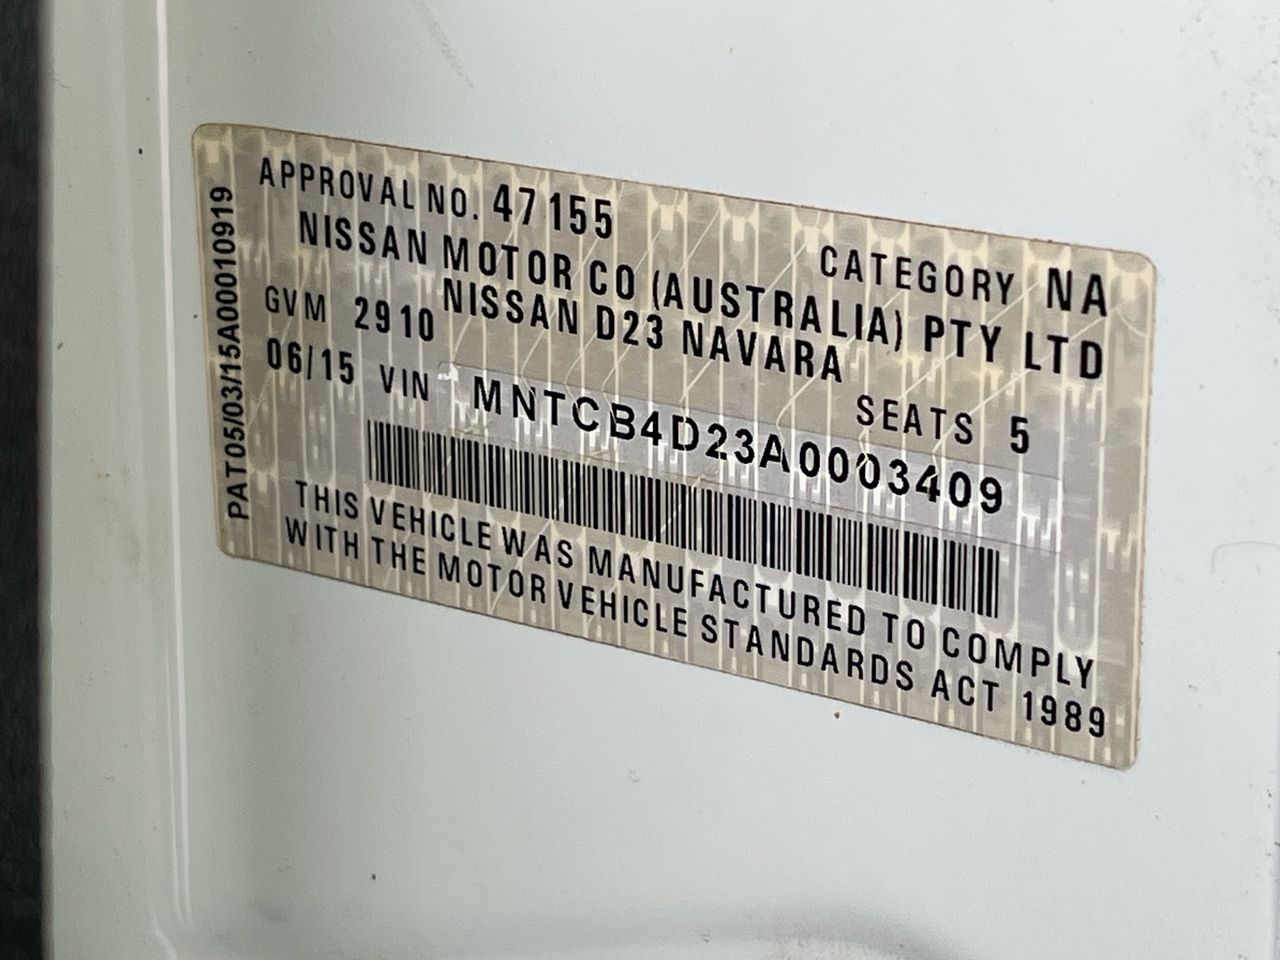 APPROVAL NO. 47155
CATEGORY NA
NISSAN MOTOR CO (AUSTRALIA) PTY LTD
GVM 2910 NISSAN D23 NAVARA
SEATS 5
06/15 VIN MNTCB4D23A0003409
THIS VEHICLE WAS MANUFACTURED TO COMPLY
WITH THE MOTOR VEHICLE STANDARDS ACT 1989
PAT05/03/15A00010919